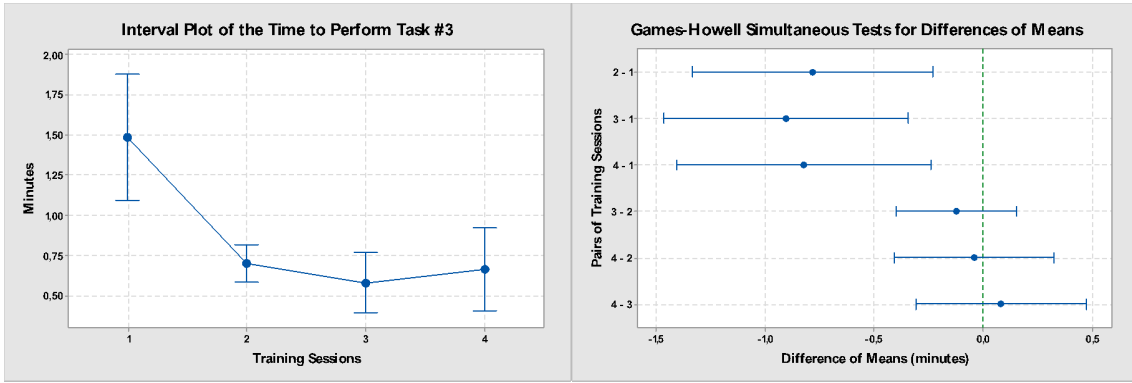 Interval Plot of the Time to Perform Task #3
2,00
1,75
1,50
1,25
1,00
0,75
0,50
Minutes
1 2 3 4
Training Sessions
Games-Howell Simultaneous Tests for Differences of Means
2 - 1
3 - 1
4 - 1
3 - 2
4 - 2
4 - 3
Pairs of Training Sessions
-1,5 -1,0 -0,5 0,0 0,5
Difference of Means (minutes)